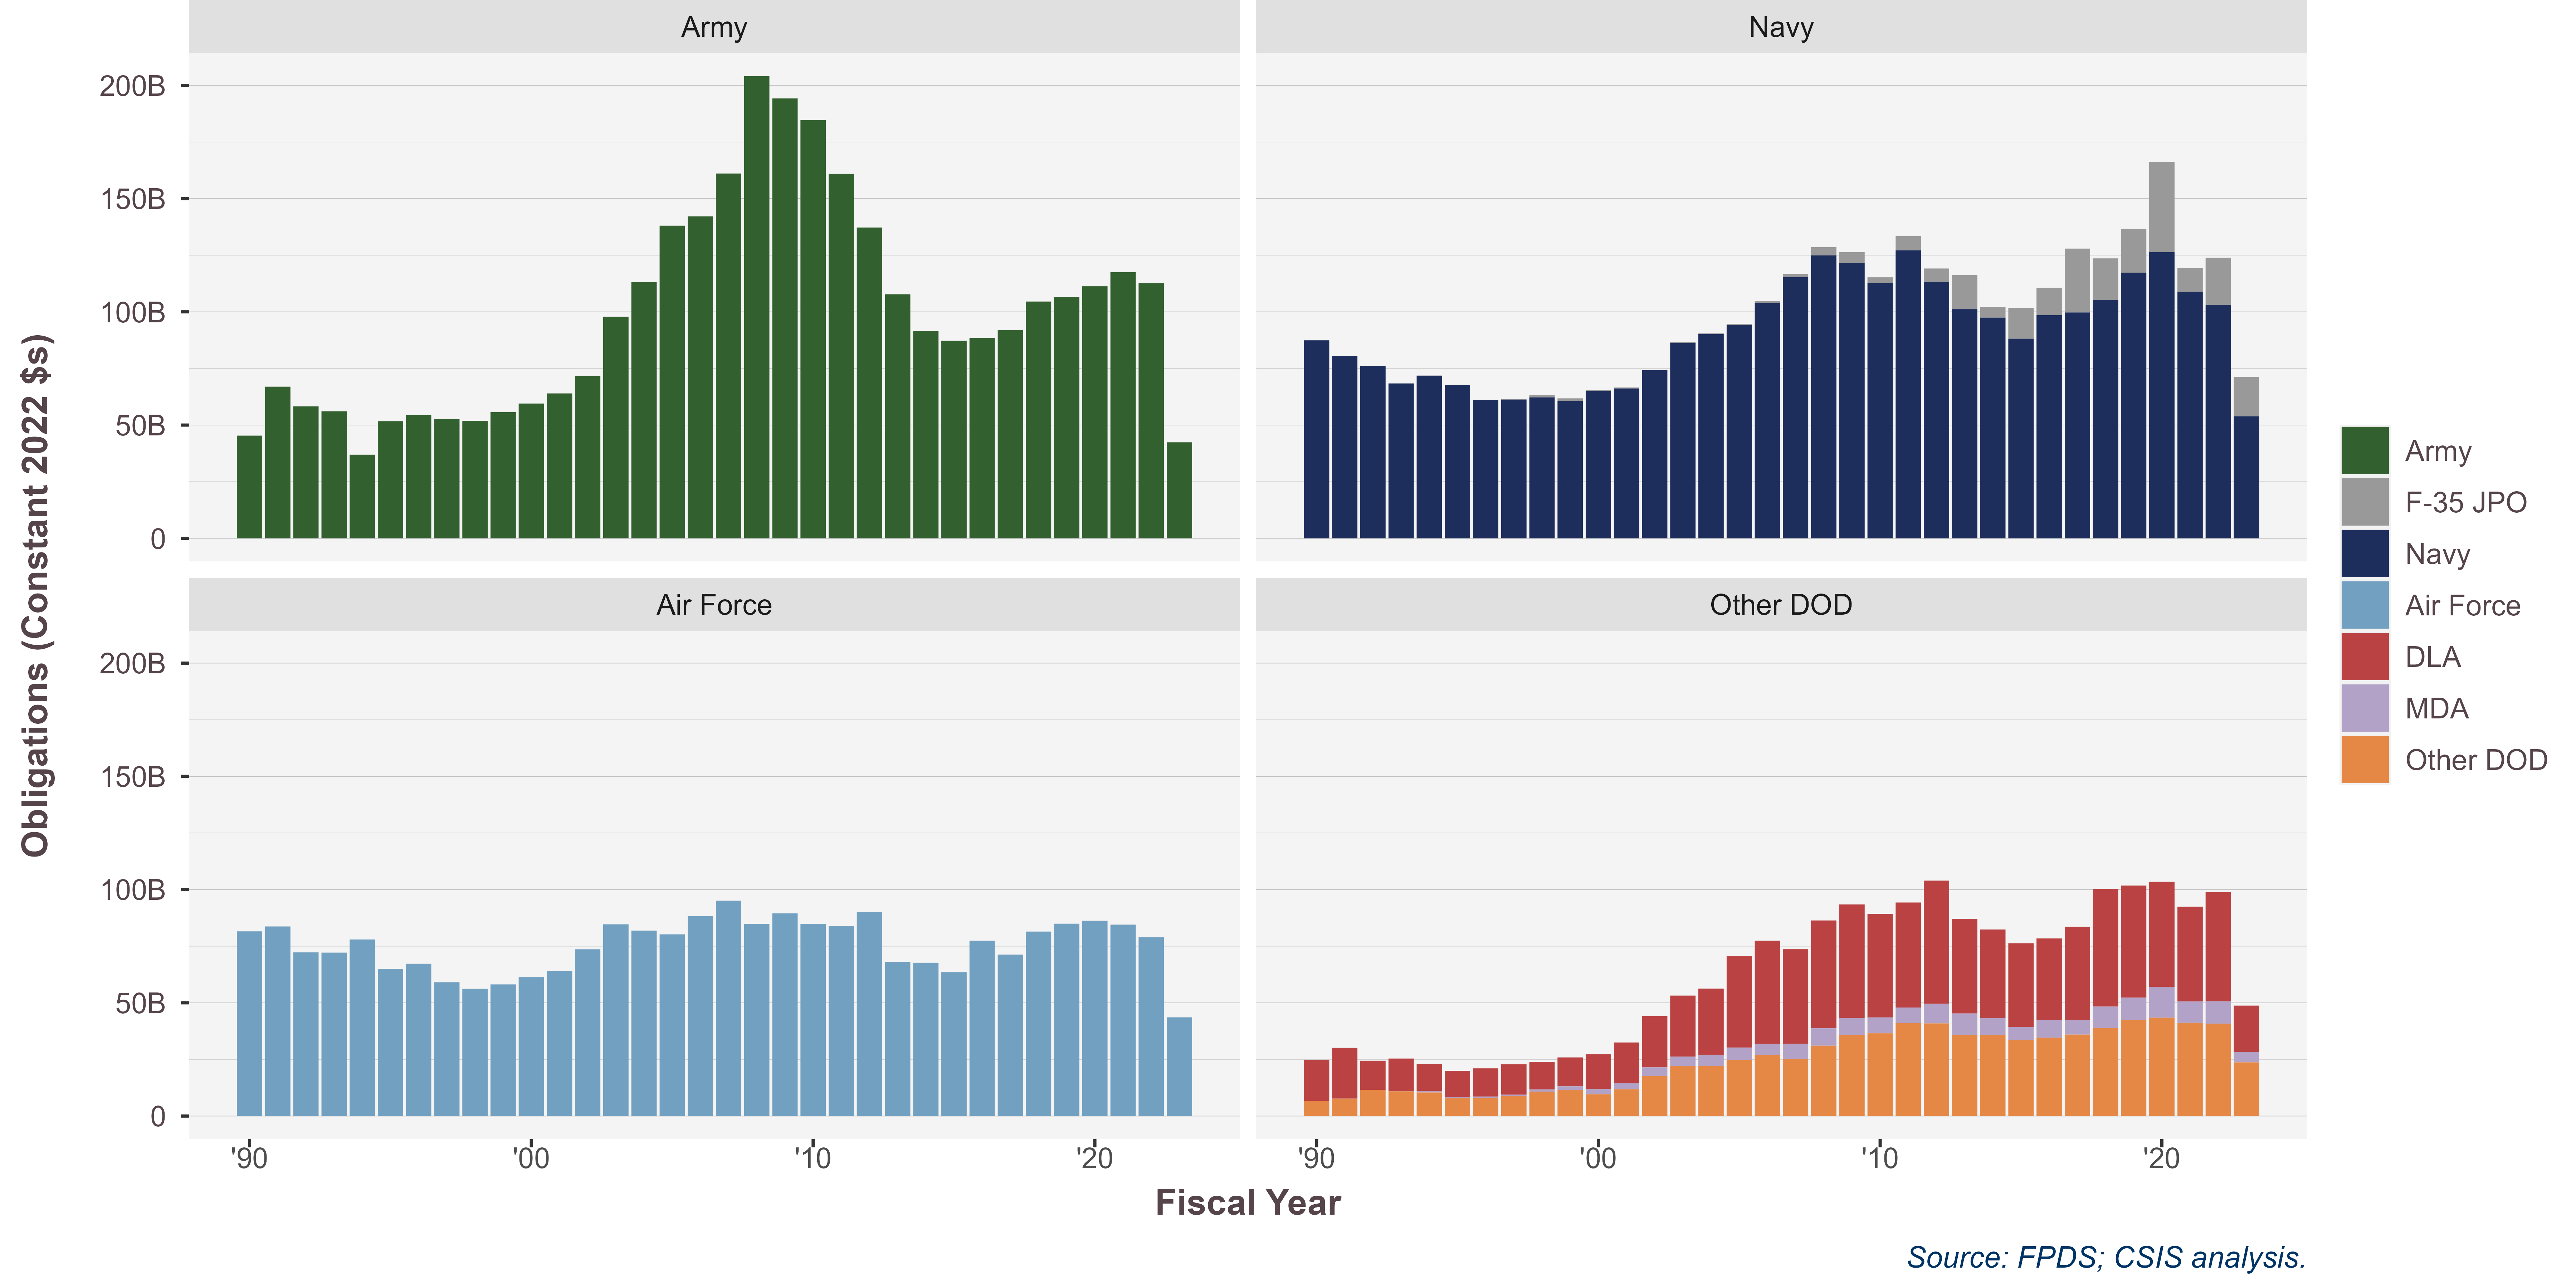 Army
Navy
200B
150B
100B
50B
0
Air Force
Other DOD
200B
150B
100B
50B
0
'90
'00
'10
'20
'90
'00
'10
'20
Obligations (Constant 2022 $s)
Fiscal Year
Army
F-35 JPO
Navy
Air Force
DLA
MDA
Other DOD
Source: FPDS; CSIS analysis.